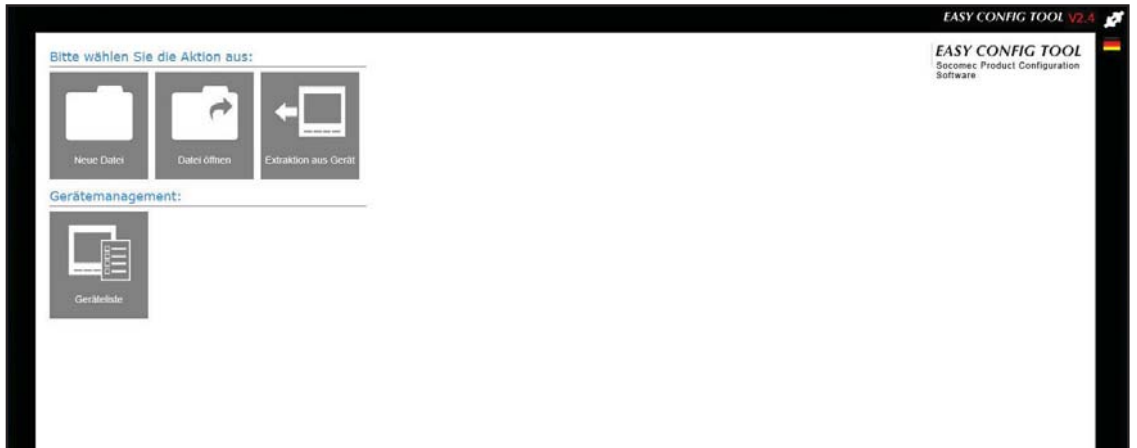 EASY CONFIG TOOL V2.4
EASY CONFIG TOOL
Socomec Product Configuration
Software
Bitte wählen Sie die Aktion aus:
Neue Datei
Datei öffnen
Extraktion aus Gerät
Gerätemanagement:
Geräteliste